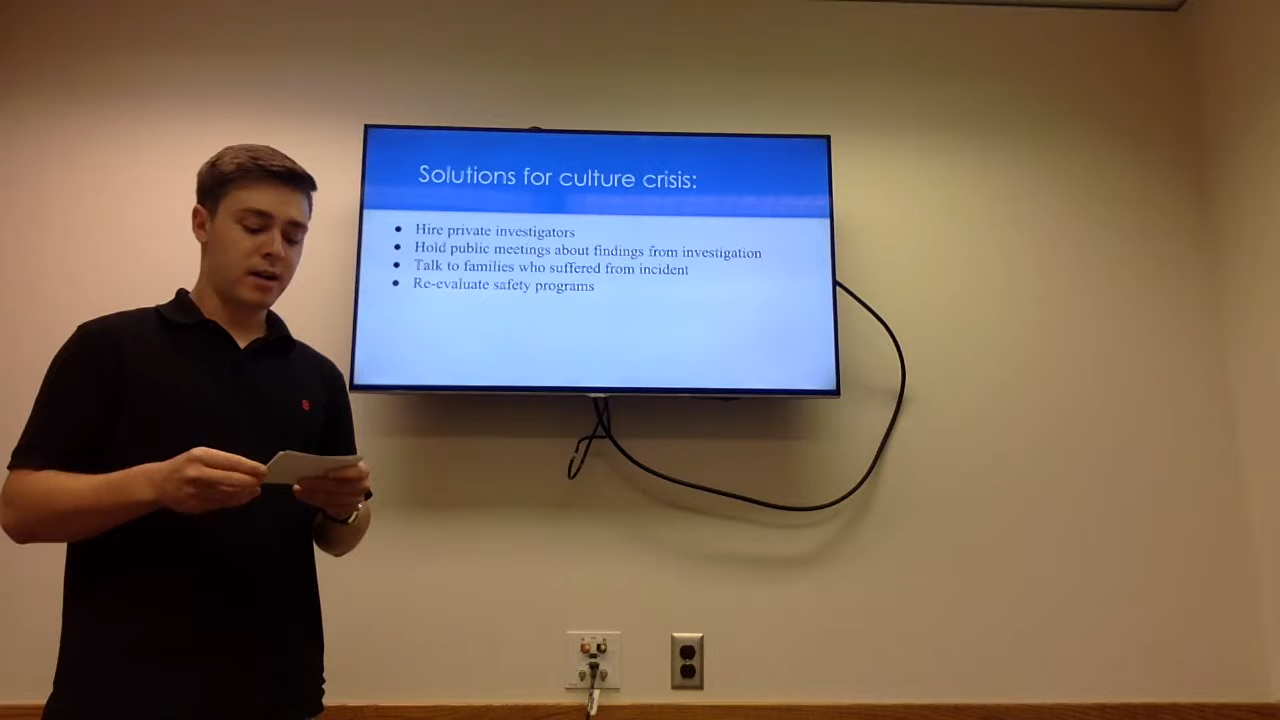 Solutions for culture crisis:
● Hire private investigators
● Hold public meetings about findings from investigation
● Talk to families who suffered from incident
● Re-evaluate safety programs